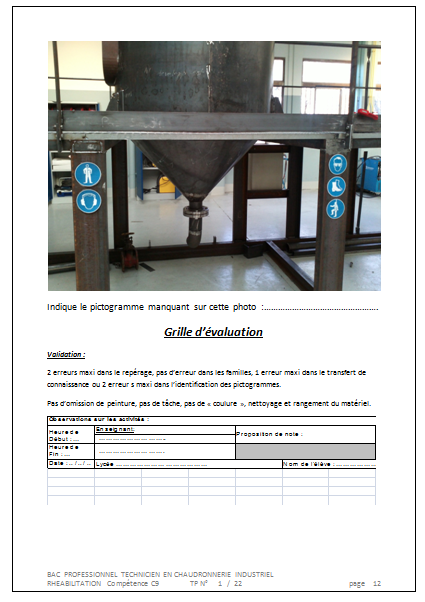 Indique le pictogramme manquant sur cette photo :………………………………………………
Grille d’évaluation
Validation :
2 erreurs maxi dans le repérage, pas d’erreur dans les familles, 1 erreur maxi dans le transfert de
connaissance ou 2 erreur s maxi dans l’identification des pictogrammes.
Pas d’omission de peinture, pas de tâche, pas de « coulure », nettoyage et rangement du matériel.
Observations sur les activités :
Heure de
Début : …
Enseignant:
……………………………
Proposition de note :
Heure de
Fin : …
……………………………
Date : … / … / …
Lycée ……………………………………
Nom de l’élève : ………………
BAC PROFESSIONNEL TECHNICIEN EN CHAUDRONNERIE INDUSTRIEL
RHEABILITATION Compétence C9 TP N° 1 / 22 page 12